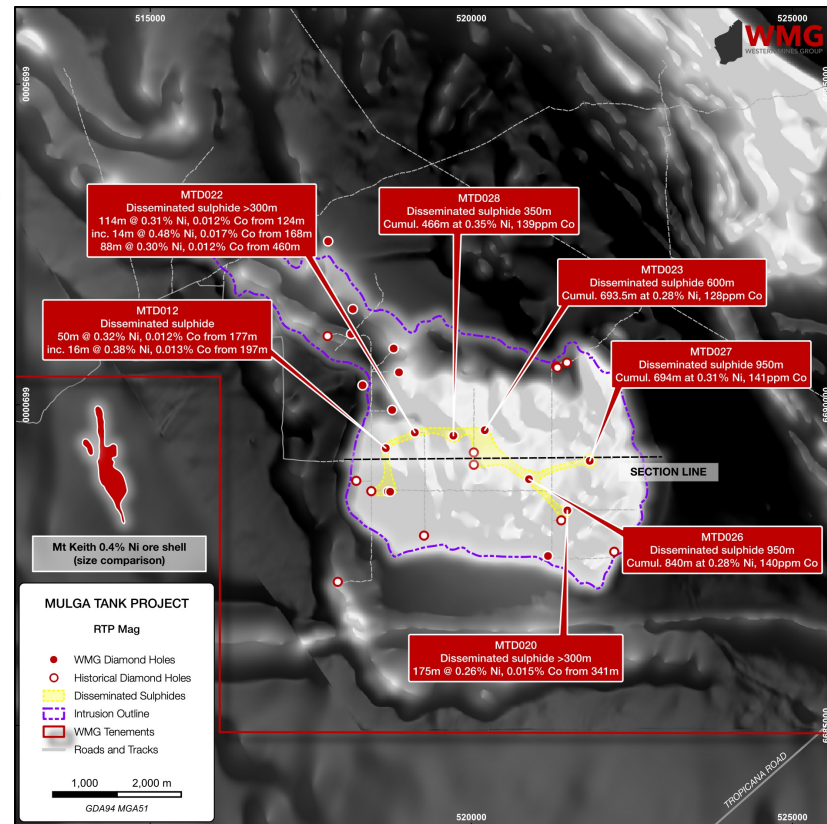 515000
520000
525000
WMG
WESTERN MINES GROUP
6695000
6695000
MTD022
Disseminated sulphide >300m
114m @ 0.31% Ni, 0.012% Co from 124m
inc. 14m @ 0.48% Ni, 0.017% Co from 168m
88m @ 0.30% Ni, 0.012% Co from 460m
MTD028
Disseminated sulphide 350m
Cumul. 466m at 0.35% Ni, 139ppm Co
MTD023
Disseminated sulphide 600m
Cumul. 693.5m at 0.28% Ni, 128ppm Co
MTD012
Disseminated sulphide
50m @ 0.32% Ni, 0.012% Co from 177m
inc. 16m @ 0.38% Ni, 0.013% Co from 197m
MTD027
Disseminated sulphide 950m
Cumul. 694m at 0.31% Ni, 141ppm Co
6690000
6690000
SECTION LINE
Mt Keith 0.4% Ni ore shell
(size comparison)
MTD026
Disseminated sulphide 950m
Cumul. 840m at 0.28% Ni, 140ppm Co
MTD020
Disseminated sulphide >300m
175m @ 0.26% Ni, 0.015% Co from 341m
MULGA TANK PROJECT
RTP Mag
WMG Diamond Holes
Historical Diamond Holes
Disseminated Sulphides
Intrusion Outline
WMG Tenements
Roads and Tracks
1,000 2,000 m
GDA94 MGA51
6685000
TROPICANA ROAD
520000
525000